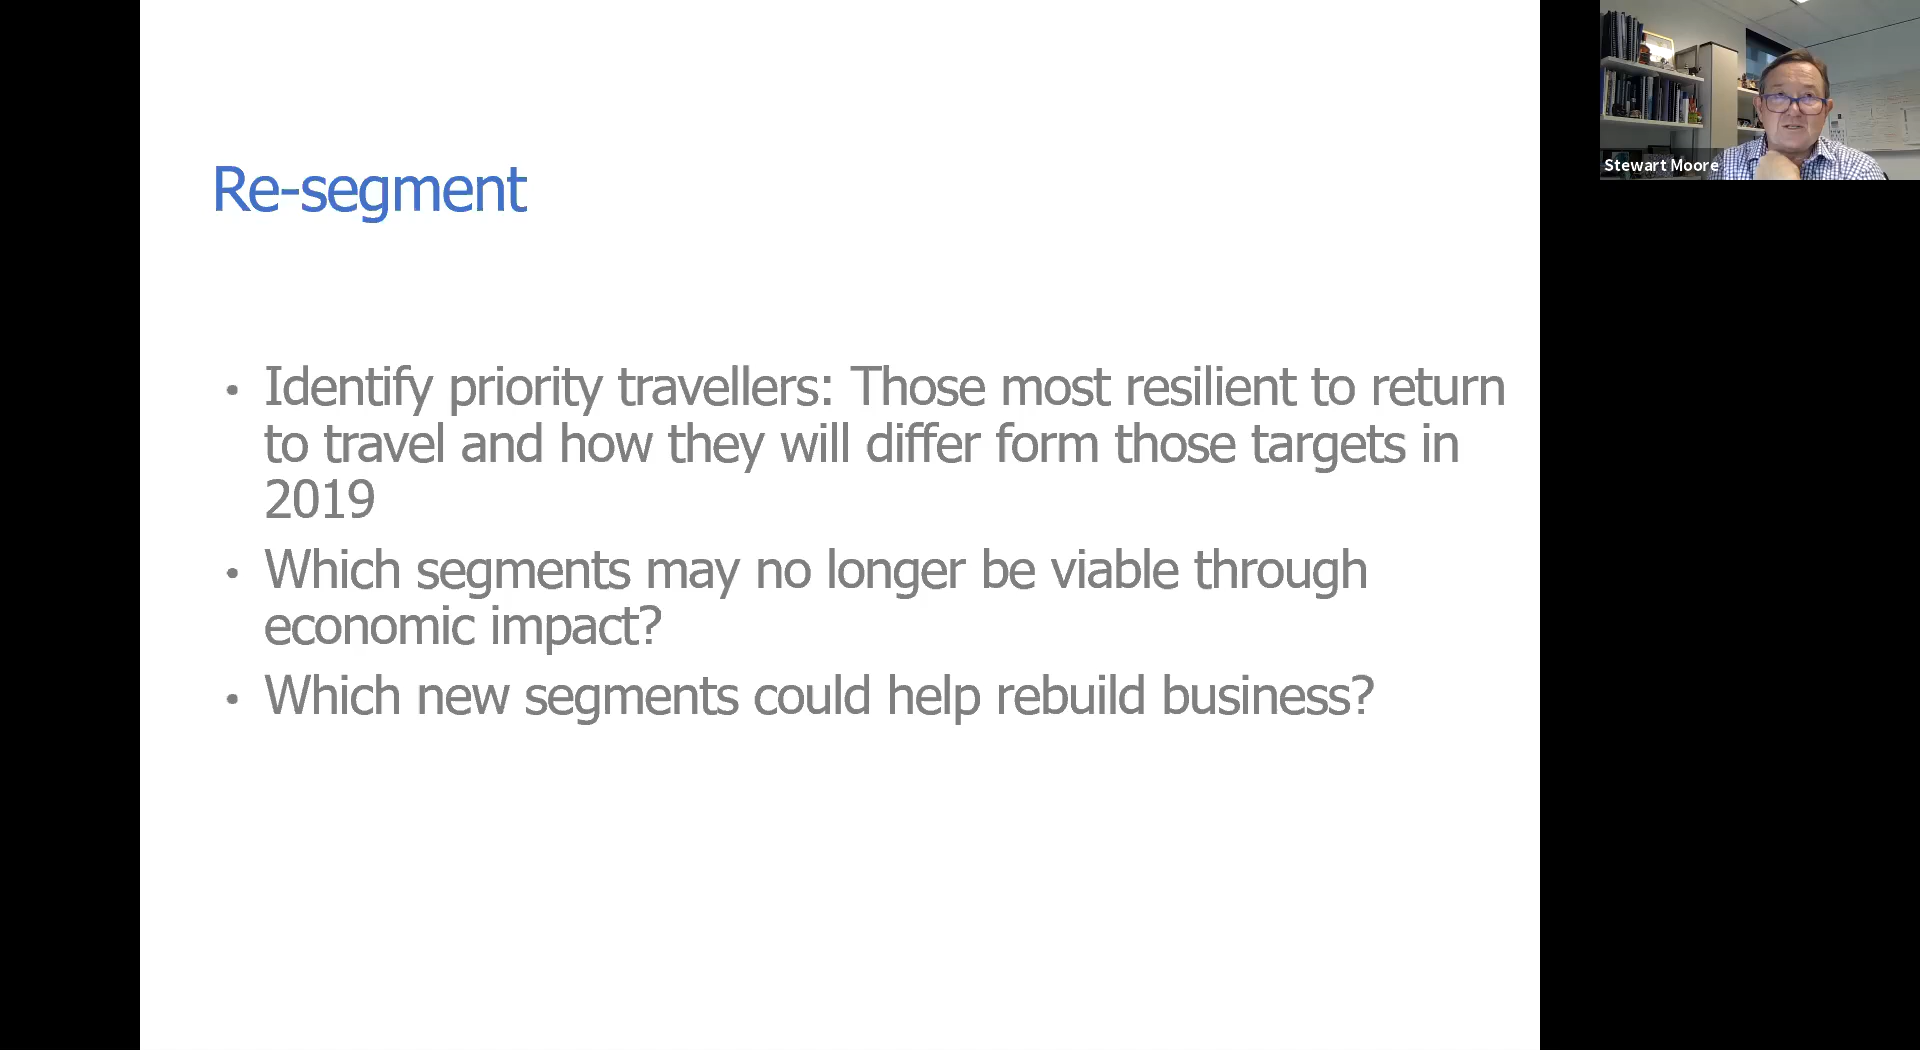 Re-segment
• Identify priority travellers: Those most resilient to return
to travel and how they will differ form those targets in
2019
• Which segments may no longer be viable through
economic impact?
• Which new segments could help rebuild business?
Stewart Moore